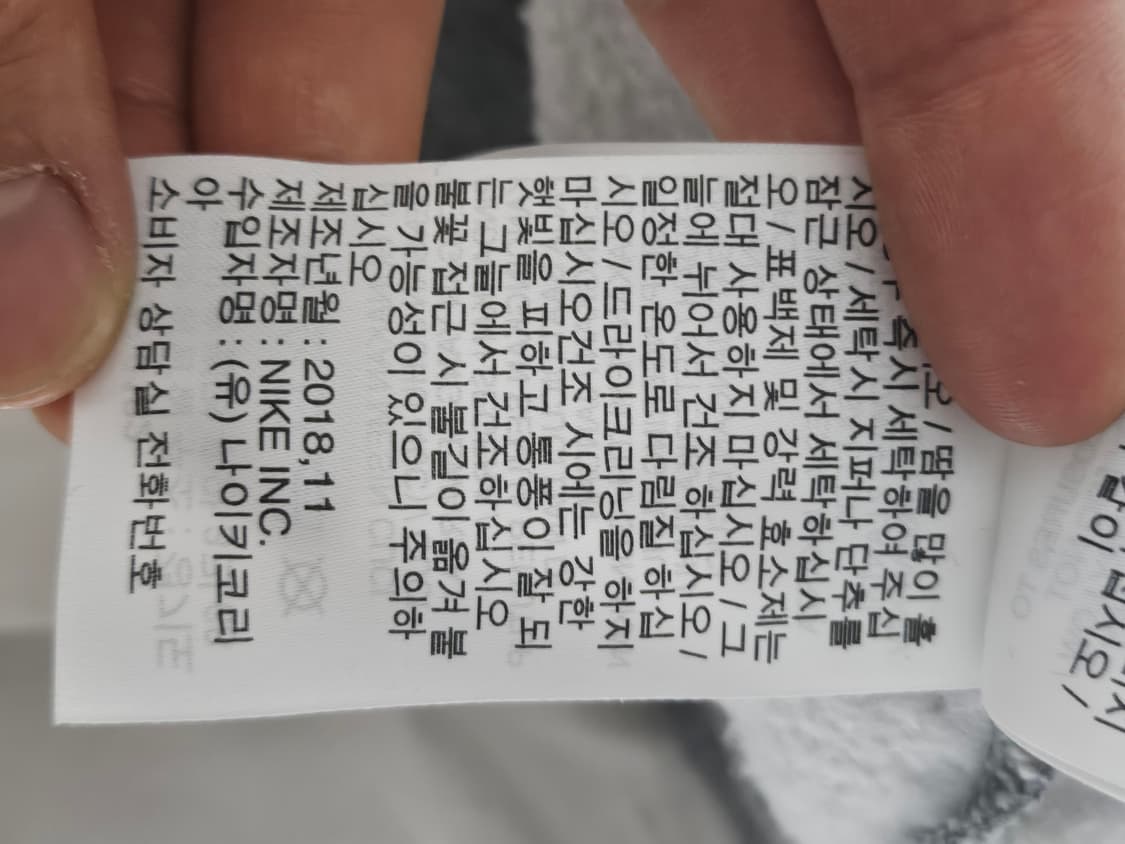 오 / 땀을 많이 흘
즉시 세탁하여 주십
시오 / 세탁시 지퍼나 단추를
잠근 상태에서 세탁하십시
오 / 표백제 및 강력 효소제는
절대 사용하지 마십시오 / 그
늘에 뉘어서 건조 하십시오 /
일정한 온도로 다림질 하십
시오 / 드라이크리닝을 하지
마십시오건조 시에는 강한
햇빛을 피하고 통풍이 잘 되
는 그늘에서 건조하십시오
불꽃 접근 시 불길이 옮겨 붙
을 가능성이 있으니 주의하
십시오
제조년월 : 2018,11
제조자명 : NIKE INC.
수입자명 : (유) 나이키코리
아
소비자 상담실 전화번호